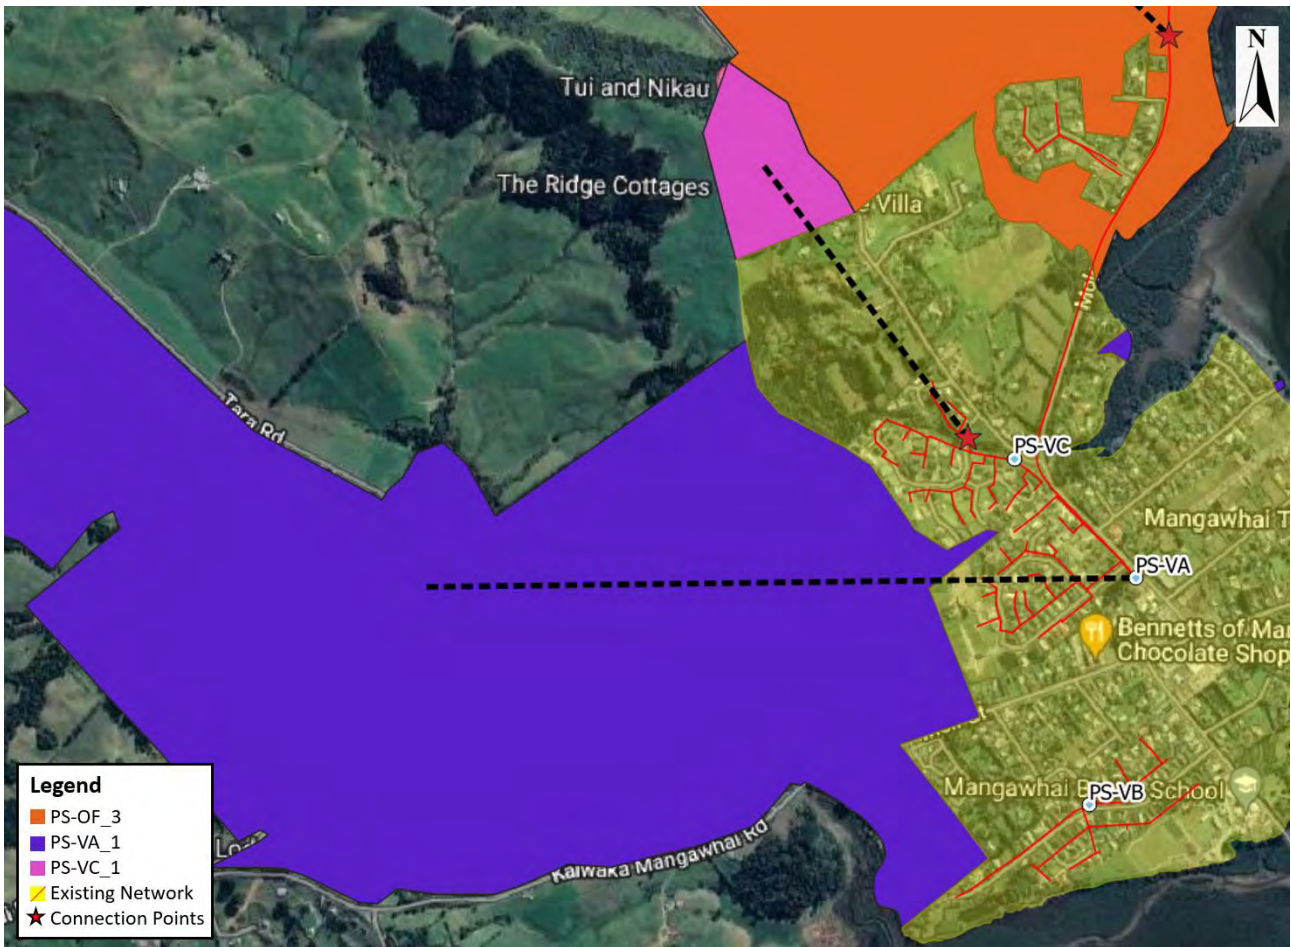 N
Tui and Nikau
The Ridge Cottages
Villa
Tara Rd
PS-VC
Mangawhai T
PS-VA
Bennetts of Mar
Chocolate Shop
Mangawhai B School
PS-VB
Kaiwaka Mangawhai Rd
Legend
PS-OF_3
PS-VA_1
PS-VC_1
Existing Network
Connection Points